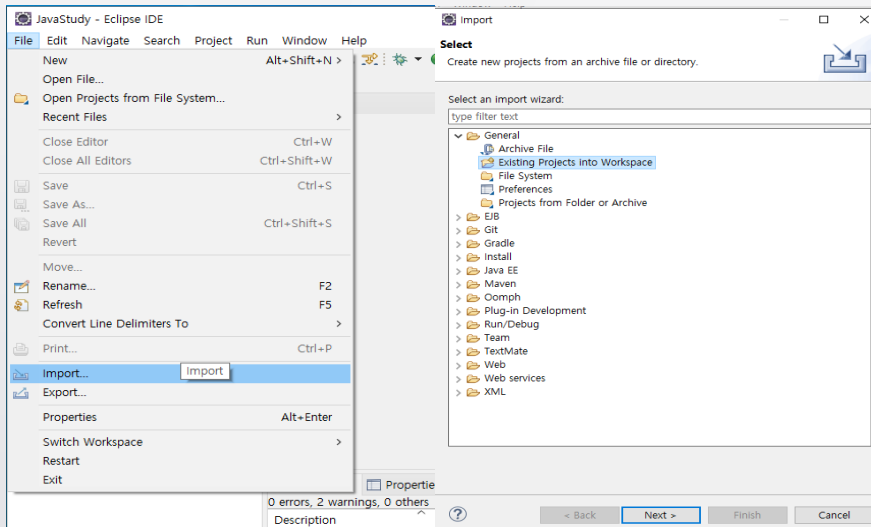 JavaStudy - Eclipse IDE
File Edit Navigate Search Project Run Window Help
New Alt+Shift+N >
Open File...
Open Projects from File System...
Recent Files >
Close Editor Ctrl+W
Close All Editors Ctrl+Shift+W
Save Ctrl+S
Save As...
Save All Ctrl+Shift+S
Revert
Move...
Rename... F2
Refresh F5
Convert Line Delimiters To >
Print... Ctrl+P
Import... Import
Export...
Properties Alt+Enter
Switch Workspace >
Restart
Exit
Propertie
0 errors, 2 warnings, 0 others
Description
Import
Select
Create new projects from an archive file or directory.
Select an import wizard:
type filter text
General
Archive File
Existing Projects into Workspace
File System
Preferences
Projects from Folder or Archive
EJB
Git
Gradle
Install
Java EE
Maven
Oomph
Plug-in Development
Run/Debug
Team
TextMate
Web
Web services
XML
? < Back Next > Finish Cancel